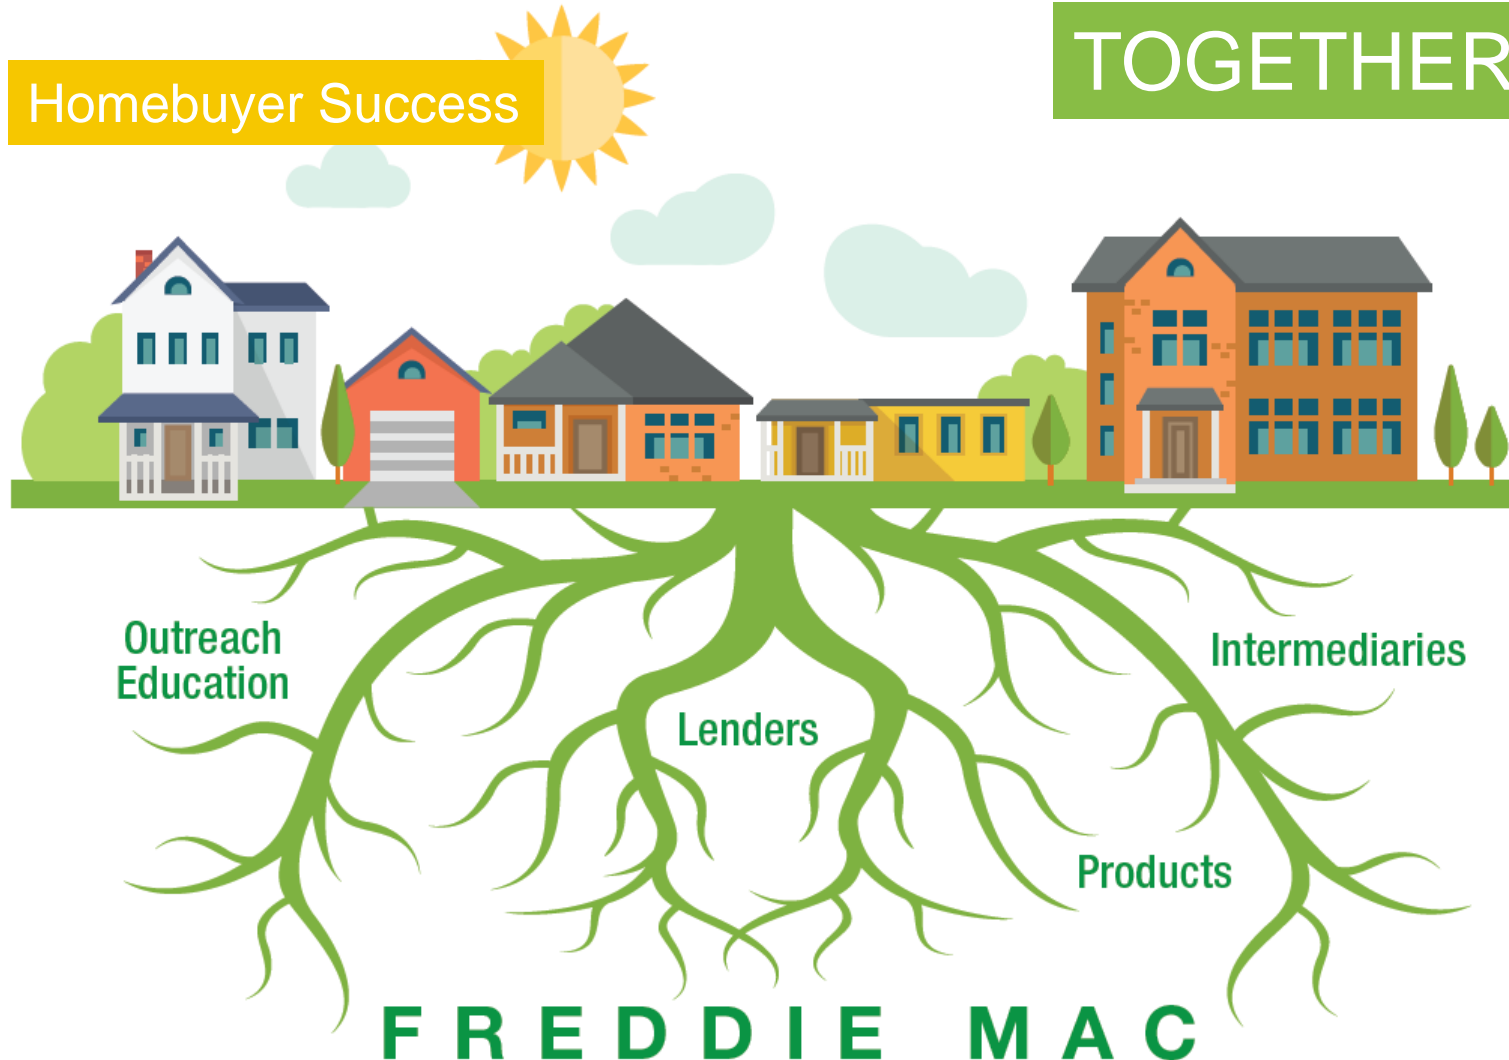 TOGETHER
Homebuyer Success
Outreach
Education
Intermediaries
Lenders
Products
FREDDIE MAC